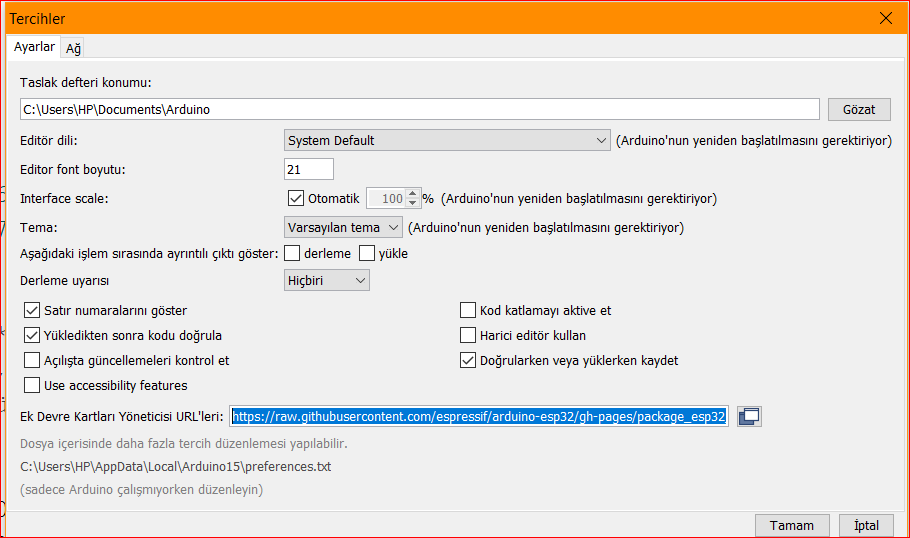 Tercihler
Ayarlar Ağ
Taslak defteri konumu:
C:\Users\HP\Documents\Arduino Gözat
Editör dili: System Default (Arduino'nun yeniden başlatılmasını gerektiriyor)
Editor font boyutu: 21
Interface scale: Otomatik 100 % (Arduino'nun yeniden başlatılmasını gerektiriyor)
Tema: Varsayılan tema (Arduino'nun yeniden başlatılmasını gerektiriyor)
Aşağıdaki işlem sırasında ayrıntılı çıktı göster: derleme yükle
Derleme uyarısı Hiçbiri
Satır numaralarını göster Kod katlamayı aktive et
Yükledikten sonra kodu doğrula Harici editör kullan
Açılışta güncellemeleri kontrol et Doğrularken veya yüklerken kaydet
Use accessibility features
Ek Devre Kartları Yöneticisi URL'leri: https://raw.githubusercontent.com/espressif/arduino-esp32/gh-pages/package_esp32
Dosya içerisinde daha fazla tercih düzenlemesi yapılabilir.
C:\Users\HP\AppData\Local\Arduino15\preferences.txt
(sadece Arduino çalışmıyorken düzenleyin)
Tamam İptal